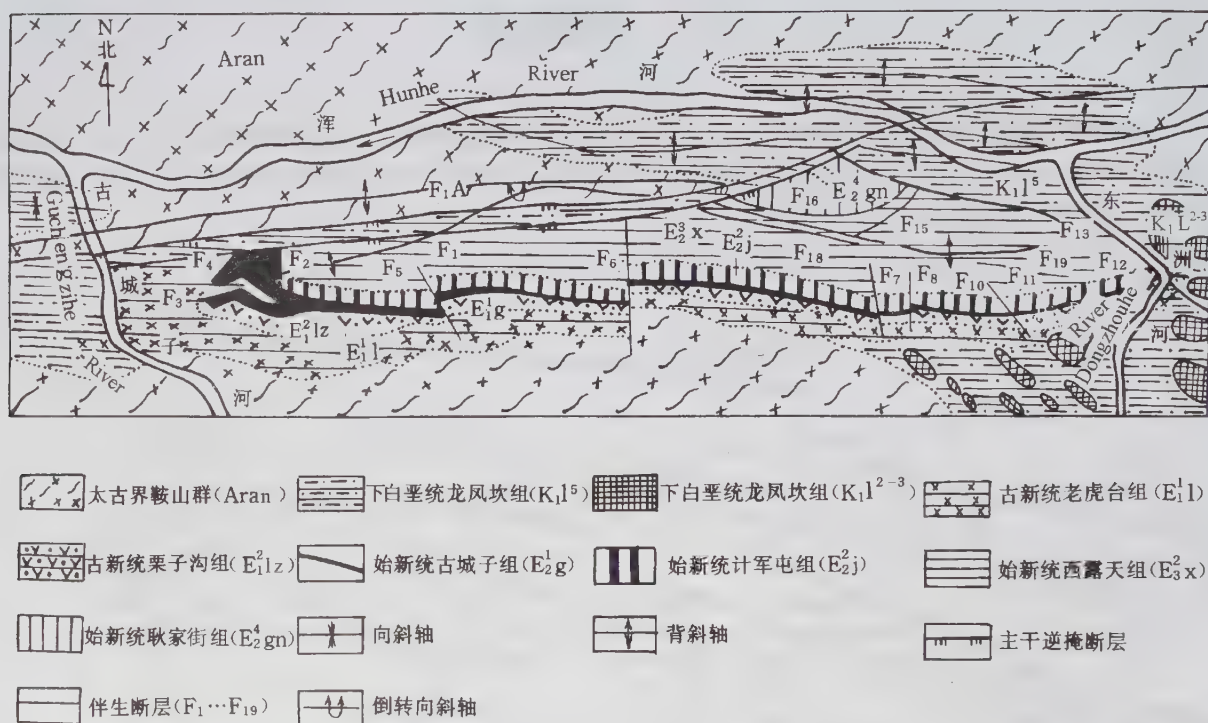 N
北
Aran
River 河
Hunhe
浑
古
Guchengzihe
城
子
River
河
F₁A
F₁₆
E₂⁴gn
K₁l⁵
东
K₁L²⁻³
F₁₅
F₁₃
F₄
F₂
F₁
F₆
E₂³x
E₂²j
F₁₈
F₁₉
F₁₂
F₅
F₃
F₇
F₈
F₁₀
F₁₁
E₁¹g
E₁²lz
E₁¹l
River
Dongzhouhe
河
太古界鞍山群(Aran) 下白垩统龙凤坎组(K₁l⁵) 下白垩统龙凤坎组(K₁l²⁻³) 古新统老虎台组(E₁¹l)
古新统栗子沟组(E₁²lz) 始新统古城子组(E₂¹g) 始新统计军屯组(E₂²j) 始新统西露天组(E₃²x)
始新统耿家街组(E₂⁴gn) 向斜轴 背斜轴 主干逆掩断层
伴生断层(F₁…F₁₉) 倒转向斜轴